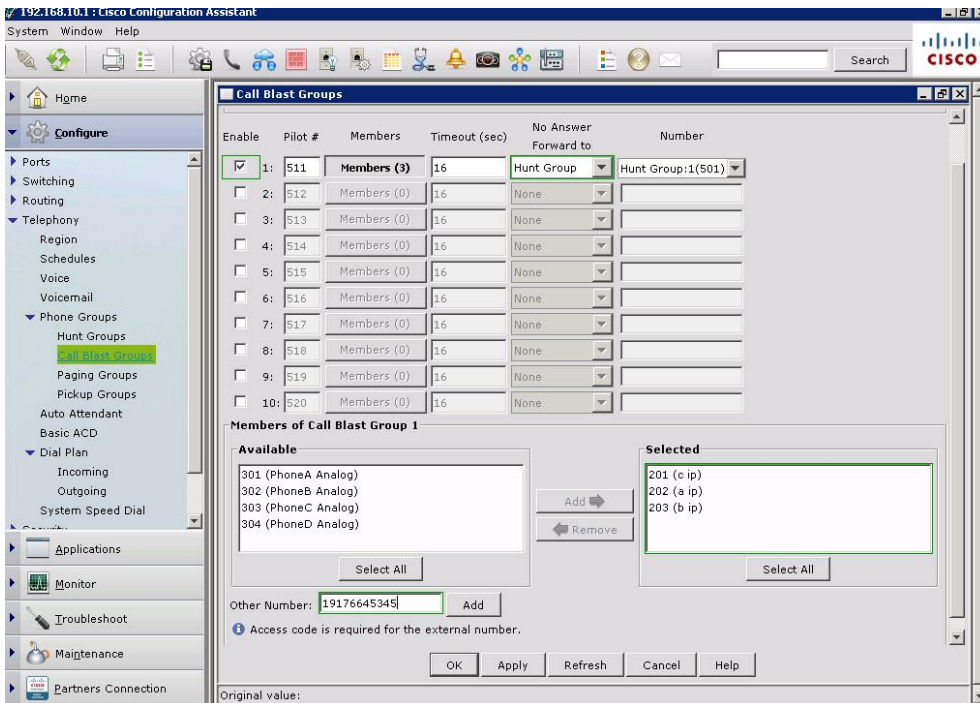 192.168.10.1 : Cisco Configuration Assistant
System Window Help
Search
CISCO
Home
Configure
Ports
Switching
Routing
Telephony
Region
Schedules
Voice
Voicemail
Phone Groups
Hunt Groups
Call Blast Groups
Paging Groups
Pickup Groups
Auto Attendant
Basic ACD
Dial Plan
Incoming
Outgoing
System Speed Dial
Security
Applications
Monitor
Troubleshoot
Maintenance
Partners Connection
Call Blast Groups
Enable Pilot # Members Timeout (sec) No Answer Forward to Number
1: 511 Members (3) 16 Hunt Group Hunt Group:1(501)
2: 512 Members (0) 16 None
3: 513 Members (0) 16 None
4: 514 Members (0) 16 None
5: 515 Members (0) 16 None
6: 516 Members (0) 16 None
7: 517 Members (0) 16 None
8: 518 Members (0) 16 None
9: 519 Members (0) 16 None
10: 520 Members (0) 16 None
Members of Call Blast Group 1
Available
301 (PhoneA Analog)
302 (PhoneB Analog)
303 (PhoneC Analog)
304 (PhoneD Analog)
Select All
Add
Remove
Selected
201 (c ip)
202 (a ip)
203 (b ip)
Select All
Other Number: 19176645345 Add
Access code is required for the external number.
OK Apply Refresh Cancel Help
Original value: